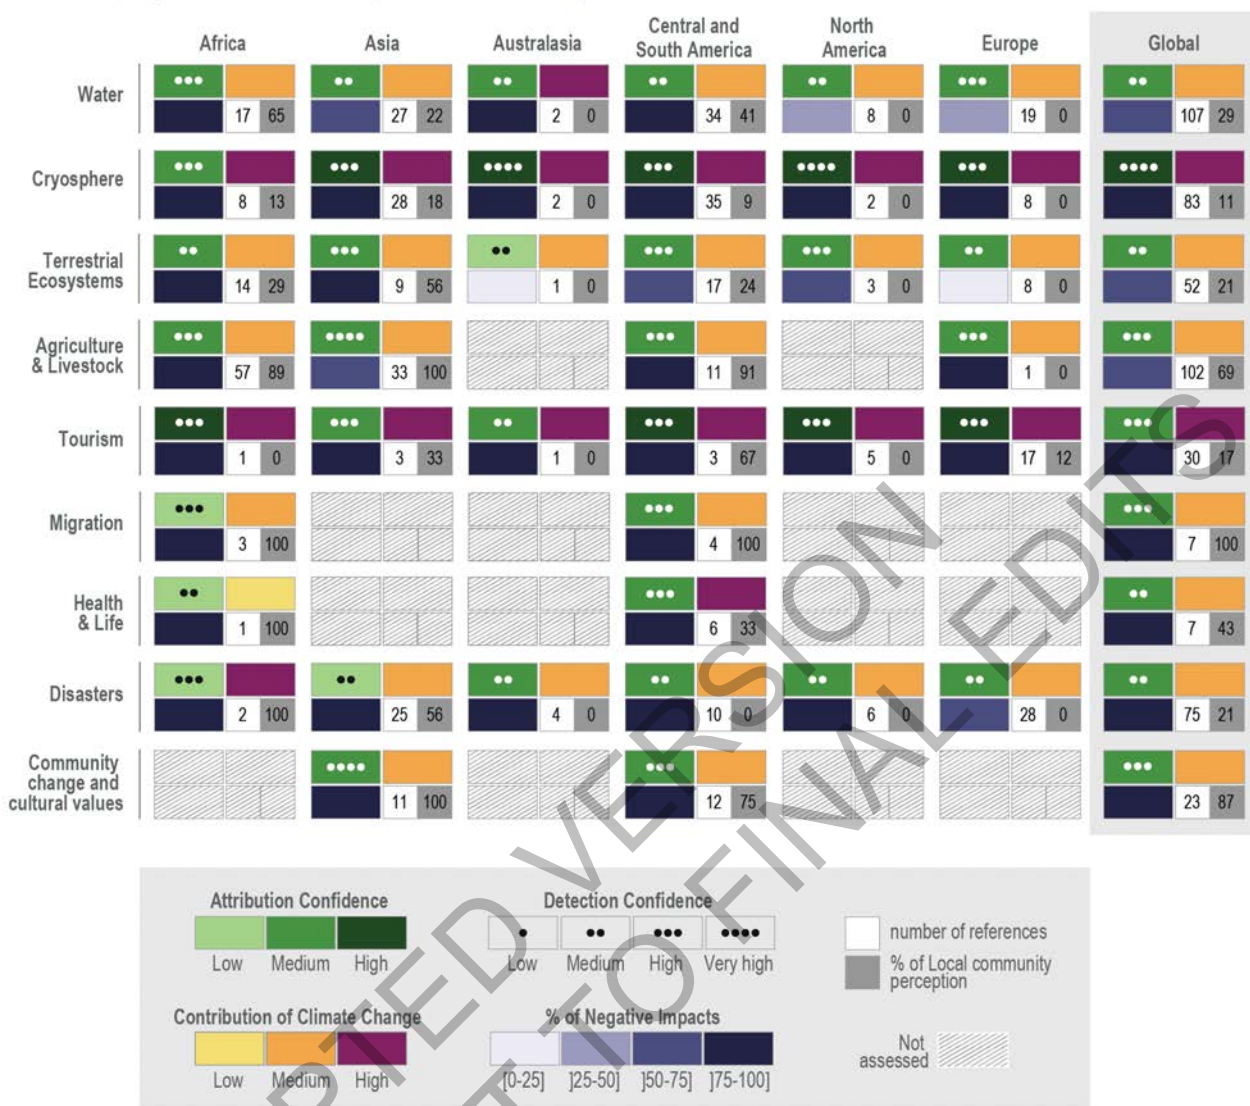 Africa Asia Australasia Central and South America North America Europe Global
Water 17 65 27 22 2 0 34 41 8 0 19 0 107 29
Cryosphere 8 13 28 18 2 0 35 9 2 0 8 0 83 11
Terrestrial
Ecosystems 14 29 9 56 1 0 17 24 3 0 8 0 52 21
Agriculture
& Livestock 57 89 33 100 11 91 1 0 102 69
Tourism 1 0 3 33 1 0 3 67 5 0 17 12 30 17
Migration 3 100 4 100 7 100
Health
& Life 1 100 6 33 7 43
Disasters 2 100 25 56 4 0 10 0 6 0 28 0 75 21
Community
change and
cultural values 11 100 12 75 23 87
Attribution Confidence
Low Medium High
Detection Confidence
Low Medium High Very high
number of references
% of Local community
perception
Contribution of Climate Change
Low Medium High
% of Negative Impacts
[0-25] ]25-50] ]50-75] ]75-100]
Not
assessed
PTED VERSION
T TO FINAL EDITS